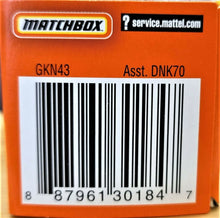 MATCHBOX
? service.mattel.com
GKN43 Asst. DNK70
8 87961 30184 7